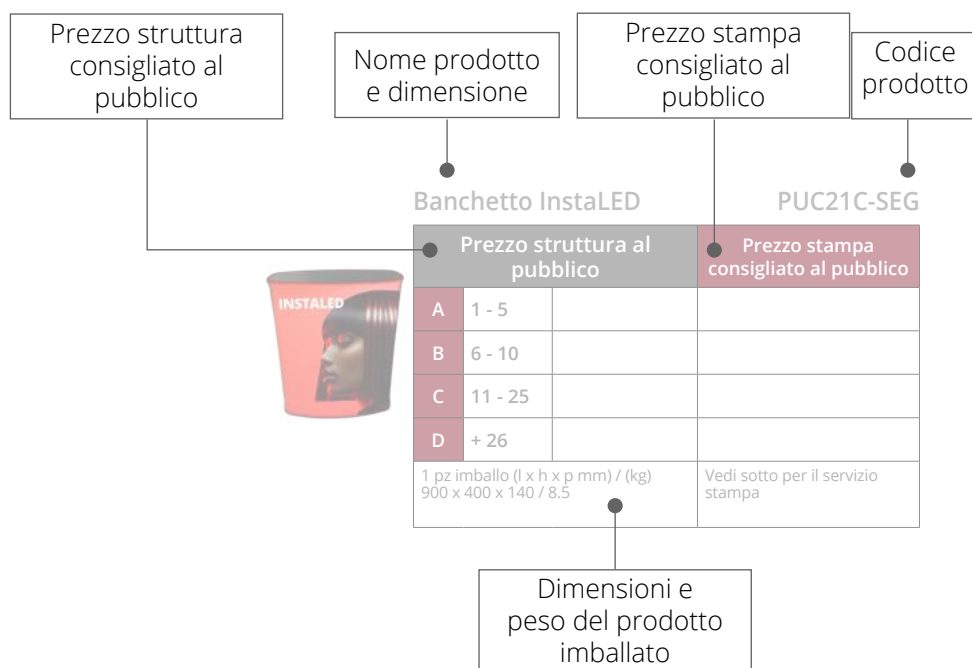 Prezzo struttura
consigliato al
pubblico
Nome prodotto
e dimensione
Prezzo stampa
consigliato al
pubblico
Codice
prodotto
Banchetto InstaLED
PUC21C-SEG
Prezzo struttura al
pubblico
Prezzo stampa
consigliato al pubblico
INSTALED
A 1 - 5
B 6 - 10
C 11 - 25
D + 26
1 pz imballo (l x h x p mm) / (kg)
900 x 400 x 140 / 8.5
Vedi sotto per il servizio
stampa
Dimensioni e
peso del prodotto
imballato